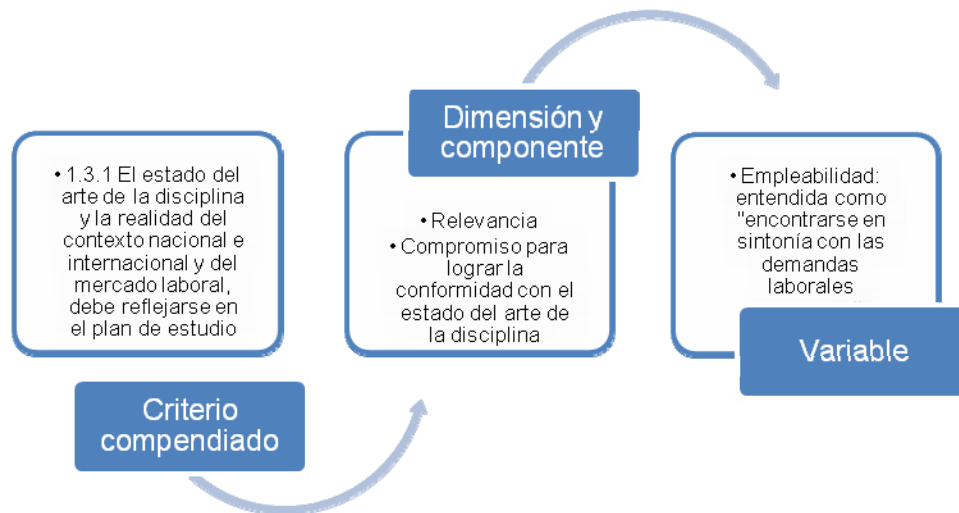 • 1.3.1 El estado del
arte de la disciplina
y la realidad del
contexto nacional e
internacional y del
mercado laboral,
debe reflejarse en
el plan de estudio
Criterio
compendiado
Dimensión y
componente
• Relevancia
• Compromiso para
lograr la
conformidad con el
estado del arte de
la disciplina
• Empleabilidad:
entendida como
"encontrarse en
sintonía con las
demandas
laborales
Variable